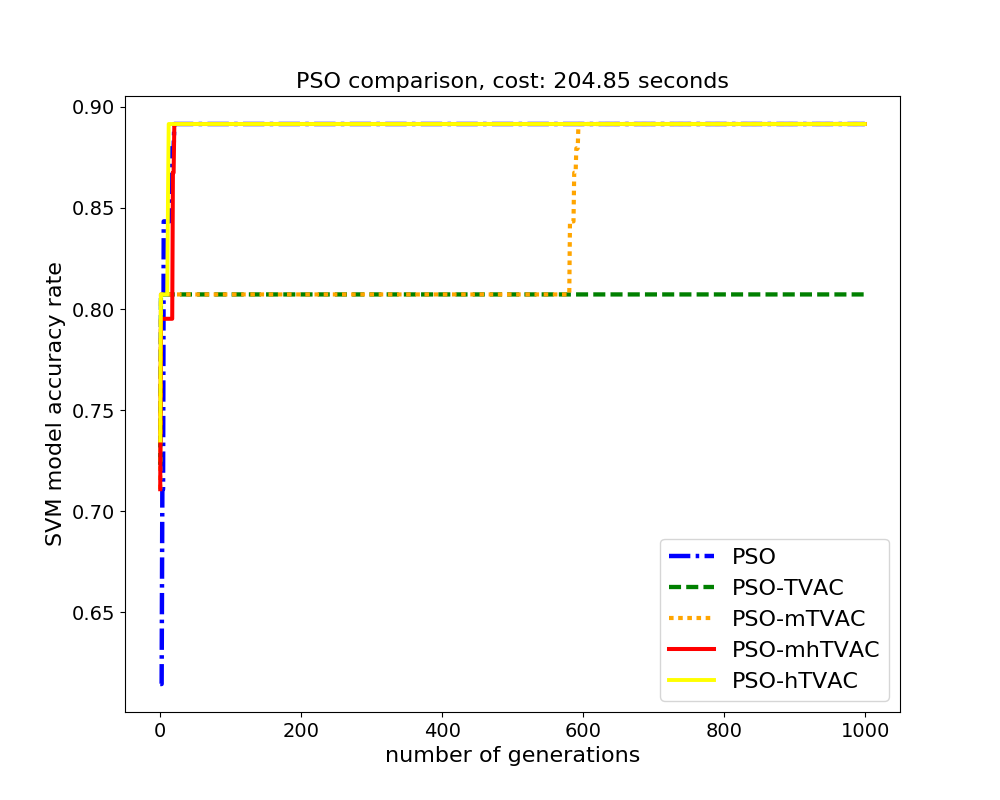 PSO comparison, cost: 204.85 seconds
0.90
0.85
0.80
0.75
0.70
0.65
SVM model accuracy rate
0 200 400 600 800 1000
number of generations
PSO
PSO-TVAC
PSO-mTVAC
PSO-mhTVAC
PSO-hTVAC